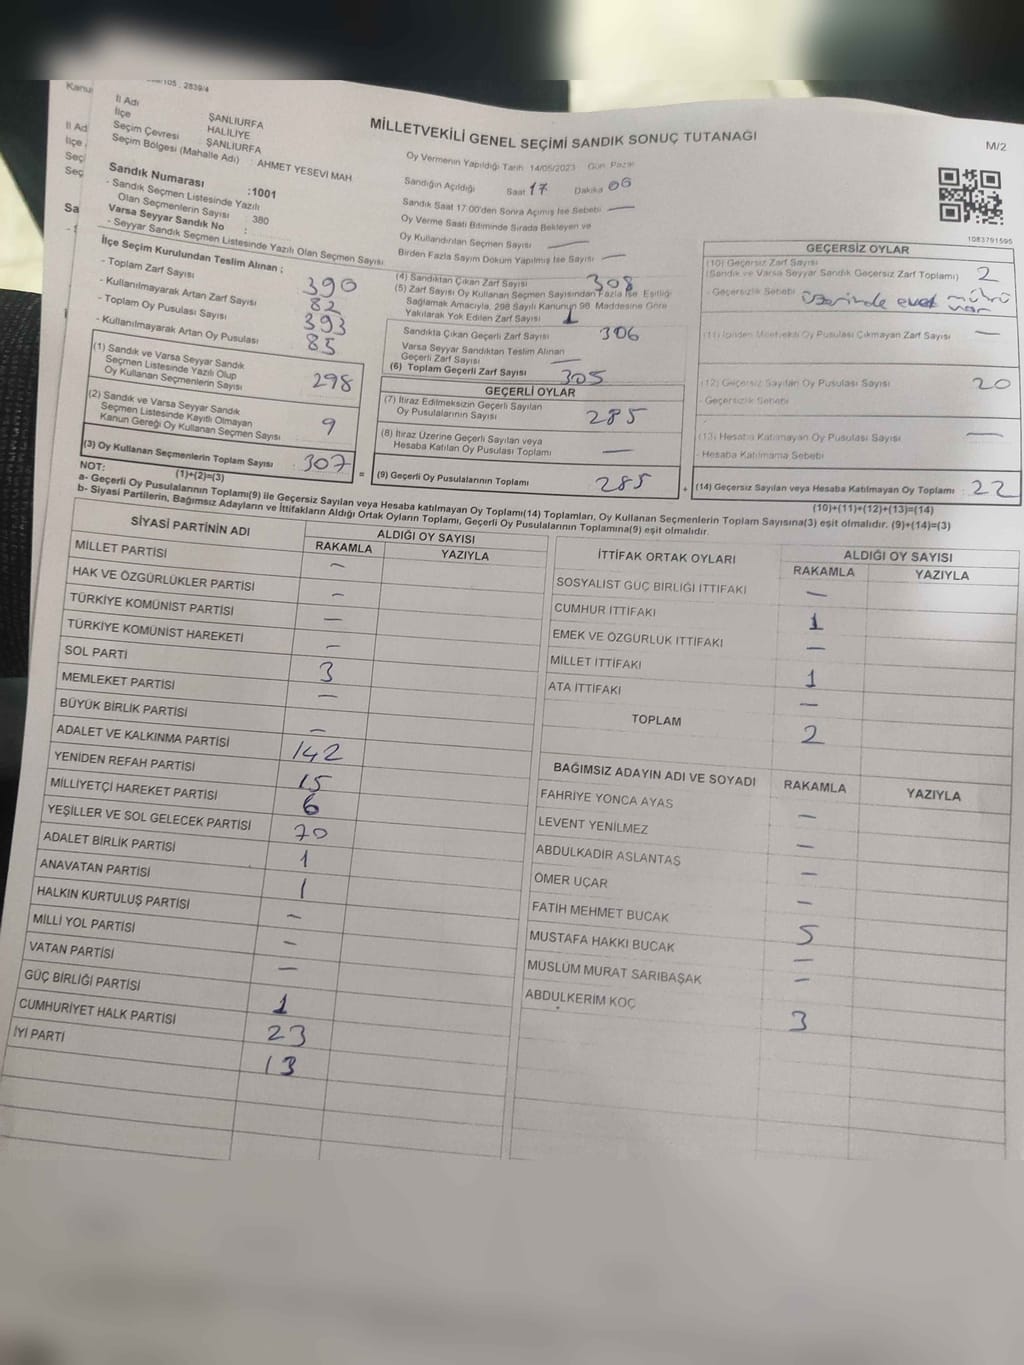 105 : 2839/4
İl Adı ŞANLIURFA
İlçe HALİLİYE
Seçim Çevresi : ŞANLIURFA
Seçim Bölgesi (Mahalle Adı) : AHMET YESEVİ MAH
MİLLETVEKİLİ GENEL SEÇİMİ SANDIK SONUÇ TUTANAĞI
M/2
Sandık Numarası :1001
- Sandık Seçmen Listesinde Yazılı
Olan Seçmenlerin Sayısı : 380
Varsa Seyyar Sandık No :
- Seyyar Sandık Seçmen Listesinde Yazılı Olan Seçmen Sayısı
Oy Vermenin Yapıldığı Tarih 14/05/2023 Gün Pazar
Sandığın Açıldığı Saat 17 Dakika 06
Sandık Saat 17:00'den Sonra Açımış İse Sebebi —
Oy Verme Saati Bitiminde Sırada Bekleyen ve
Oy Kullandırılan Seçmen Sayısı —
Birden Fazla Sayım Döküm Yapılmış İse Sayısı —
1083791595
İlçe Seçim Kurulundan Teslim Alınan ;
- Toplam Zarf Sayısı 390
- Kullanılmayarak Artan Zarf Sayısı 82
- Toplam Oy Pusulası Sayısı 393
- Kullanılmayarak Artan Oy Pusulası 85
(1) Sandık ve Varsa Seyyar Sandık
Seçmen Listesinde Yazılı Olup
Oy Kullanan Seçmenlerin Sayısı 298
(2) Sandık ve Varsa Seyyar Sandık
Seçmen Listesinde Kayıtlı Olmayan
Kanun Gereği Oy Kullanan Seçmen Sayısı 9
(3) Oy Kullanan Seçmenlerin Toplam Sayısı : 307
(1)+(2)=(3)
(4) Sandıktan Çıkan Zarf Sayısı 308
(5) Zarf Sayısı Oy Kullanan Seçmen Sayısından Fazla İse, Eşitliği
Sağlamak Amacıyla, 298 Sayılı Kanunun 98. Maddesine Göre
Yakılarak Yok Edilen Zarf Sayısı 1
Sandıkta Çıkan Geçerli Zarf Sayısı 306
Varsa Seyyar Sandıktan Teslim Alınan
Geçerli Zarf Sayısı —
(6) Toplam Geçerli Zarf Sayısı 305
GEÇERLİ OYLAR
(7) İtiraz Edilmeksizin Geçerli Sayılan
Oy Pusulalarının Sayısı 285
(8) İtiraz Üzerine Geçerli Sayılan veya
Hesaba Katılan Oy Pusulası Toplamı —
= (9) Geçerli Oy Pusulalarının Toplamı 285
GEÇERSİZ OYLAR
(10) Geçersiz Zarf Sayısı
(Sandık ve Varsa Seyyar Sandık Geçersiz Zarf Toplamı) 2
- Geçersizlik Sebebi üzerinde evet mührü var
(11) İçinden Milletvekili Oy Pusulası Çıkmayan Zarf Sayısı —
(12) Geçersiz Sayılan Oy Pusulası Sayısı 20
- Geçersizlik Sebebi
(13) Hesaba Katılmayan Oy Pusulası Sayısı —
- Hesaba Katılmama Sebebi
+ (14) Geçersiz Sayılan veya Hesaba Katılmayan Oy Toplamı : 22
(10)+(11)+(12)+(13)=(14)
NOT:
a- Geçerli Oy Pusulalarının Toplamı(9) ile Geçersiz Sayılan veya Hesaba katılmayan Oy Toplamı(14) Toplamları, Oy Kullanan Seçmenlerin Toplam Sayısına(3) eşit olmalıdır. (9)+(14)=(3)
b- Siyasi Partilerin, Bağımsız Adayların ve İttifakların Aldığı Ortak Oyların Toplamı, Geçerli Oy Pusulalarının Toplamına(9) eşit olmalıdır.
SİYASİ PARTİNİN ADI ALDIĞI OY SAYISI
RAKAMLA YAZIYLA
MİLLET PARTİSİ —
HAK VE ÖZGÜRLÜKLER PARTİSİ —
TÜRKİYE KOMÜNİST PARTİSİ —
TÜRKİYE KOMÜNİST HAREKETİ —
SOL PARTİ 3
MEMLEKET PARTİSİ —
BÜYÜK BİRLİK PARTİSİ —
ADALET VE KALKINMA PARTİSİ 142
YENİDEN REFAH PARTİSİ 15
MİLLİYETÇİ HAREKET PARTİSİ 6
YEŞİLLER VE SOL GELECEK PARTİSİ 70
ADALET BİRLİK PARTİSİ 1
ANAVATAN PARTİSİ 1
HALKIN KURTULUŞ PARTİSİ —
MİLLİ YOL PARTİSİ —
VATAN PARTİSİ —
GÜÇ BİRLİĞİ PARTİSİ 1
CUMHURİYET HALK PARTİSİ 23
İYİ PARTİ 13
İTTİFAK ORTAK OYLARI ALDIĞI OY SAYISI
RAKAMLA YAZIYLA
SOSYALİST GÜÇ BİRLİĞİ İTTİFAKI —
CUMHUR İTTİFAKI 1
EMEK VE ÖZGÜRLÜK İTTİFAKI —
MİLLET İTTİFAKI 1
ATA İTTİFAKI —
TOPLAM 2
BAĞIMSIZ ADAYIN ADI VE SOYADI RAKAMLA YAZIYLA
FAHRİYE YONCA AYAS —
LEVENT YENİLMEZ —
ABDULKADİR ASLANTAŞ —
ÖMER UÇAR —
FATİH MEHMET BUCAK 5
MUSTAFA HAKKI BUCAK —
MÜSLÜM MURAT SARIBAŞAK —
ABDULKERİM KOÇ 3